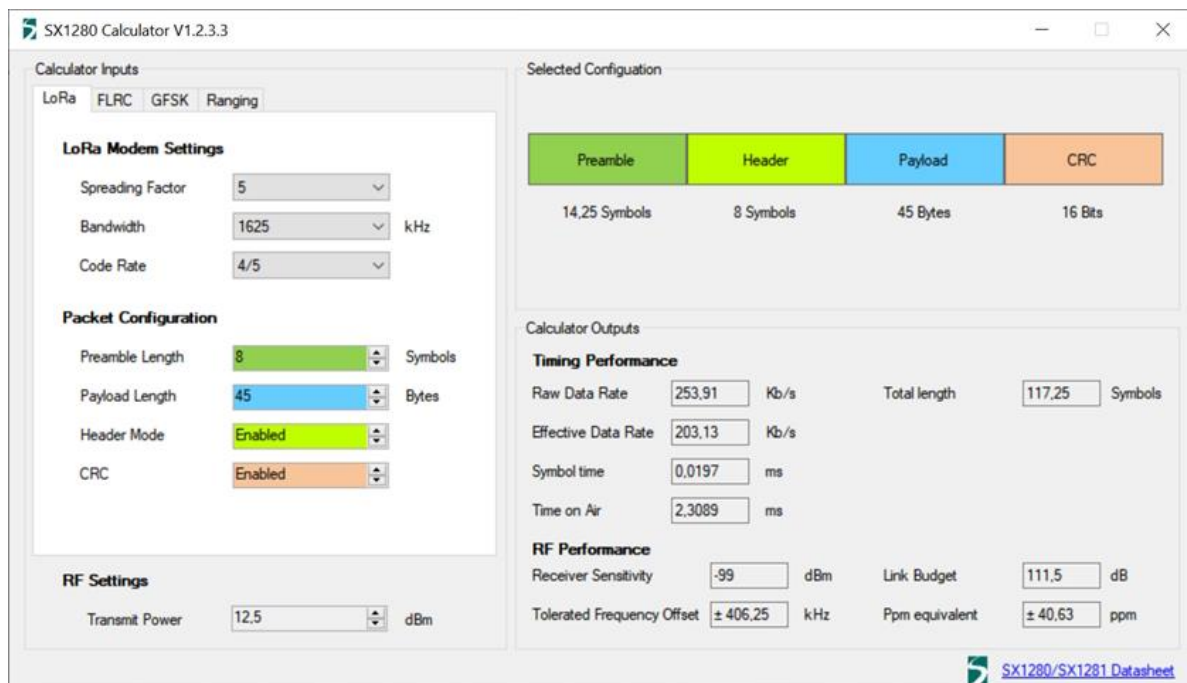 SX1280 Calculator V1.2.3.3
Calculator Inputs
LoRa FLRC GFSK Ranging
LoRa Modem Settings
Spreading Factor 5
Bandwidth 1625 kHz
Code Rate 4/5
Packet Configuration
Preamble Length 8 Symbols
Payload Length 45 Bytes
Header Mode Enabled
CRC Enabled
RF Settings
Transmit Power 12,5 dBm
Selected Configuation
Preamble Header Payload CRC
14,25 Symbols 8 Symbols 45 Bytes 16 Bits
Calculator Outputs
Timing Performance
Raw Data Rate 253,91 Kb/s Total length 117,25 Symbols
Effective Data Rate 203,13 Kb/s
Symbol time 0,0197 ms
Time on Air 2,3089 ms
RF Performance
Receiver Sensitivity -99 dBm Link Budget 111,5 dB
Tolerated Frequency Offset ± 406,25 kHz Ppm equivalent ± 40,63 ppm
SX1280/SX1281 Datasheet